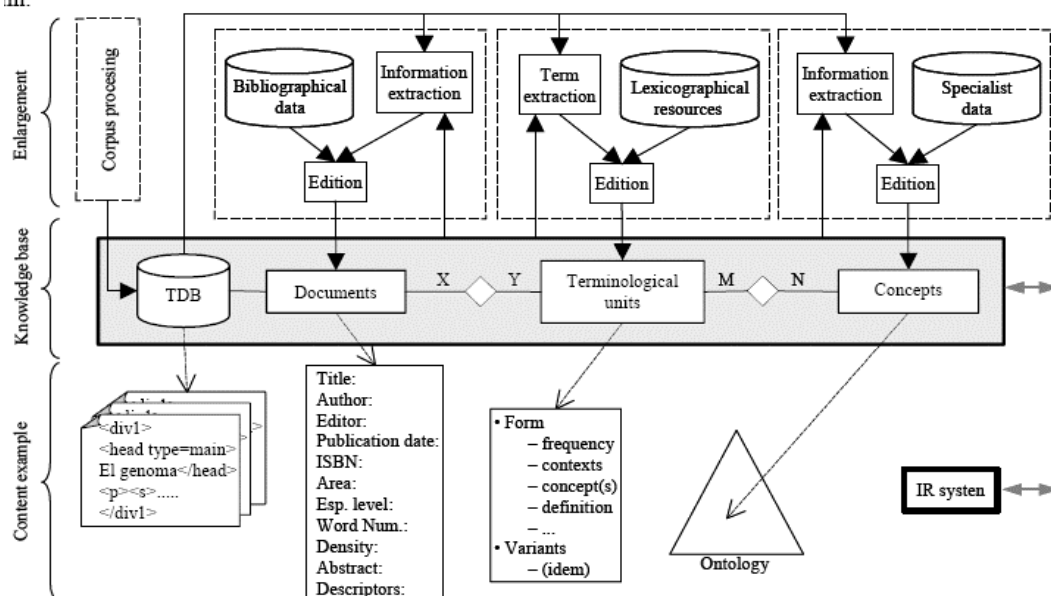 Enlargement
Corpus procesing
Bibliographical
data
Information
extraction
Edition
Term
extraction
Lexicographical
resources
Edition
Information
extraction
Specialist
data
Edition
Knowledge base
TDB
Documents
X
Y
Terminological
units
M
N
Concepts
Content example
<div1>
<head type=main>
El genoma</head>
<p><s>.....
</div1>
Title:
Author:
Editor:
Publication date:
ISBN:
Area:
Esp. level:
Word Num.:
Density:
Abstract:
Descriptors:
• Form
– frequency
– contexts
– concept(s)
– definition
– ...
• Variants
– (idem)
Ontology
IR systen